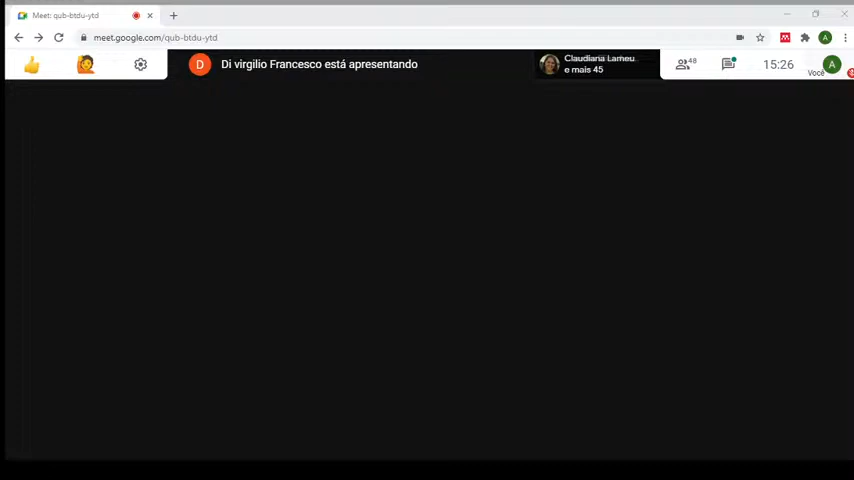 Meet: qub-btdu-ytd
meet.google.com/qub-btdu-ytd
A
D
Di virgilio Francesco está apresentando
Claudiana Lameu
e mais 45
48
15:26
Você
A